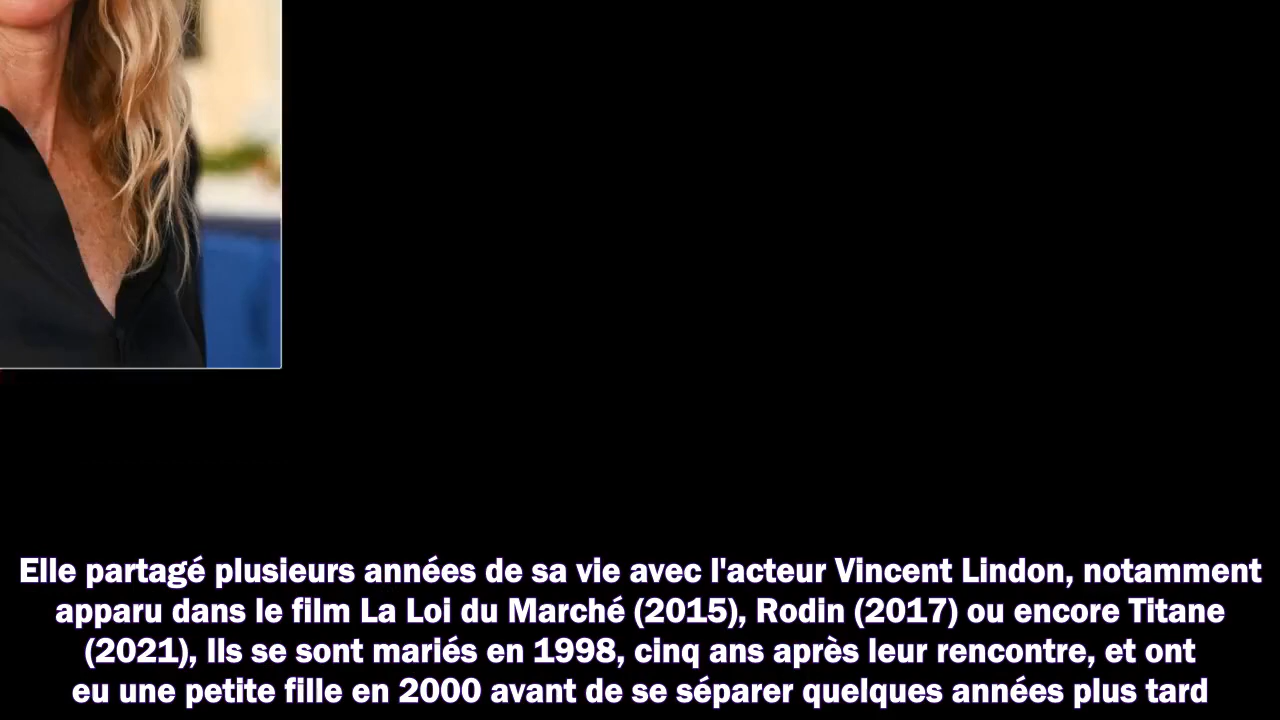 Elle partagé plusieurs années de sa vie avec l'acteur Vincent Lindon, notamment
apparu dans le film La Loi du Marché (2015), Rodin (2017) ou encore Titane
(2021), Ils se sont mariés en 1998, cinq ans après leur rencontre, et ont
eu une petite fille en 2000 avant de se séparer quelques années plus tard